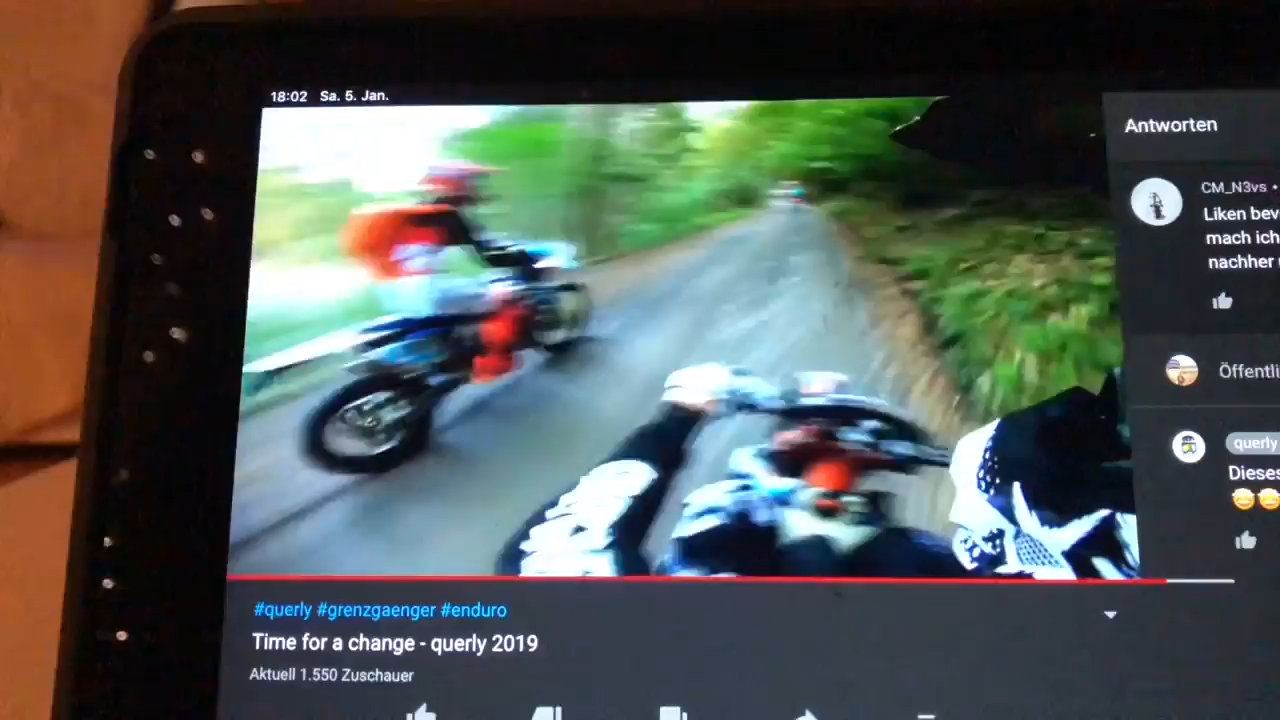 18:02 Sa. 5. Jan.
Antworten
CM_N3vs •
Liken bev
mach ich
nachher
Öffentli
querly
Dieses
#querly #grenzgaenger #enduro
Time for a change - querly 2019
Aktuell 1.550 Zuschauer